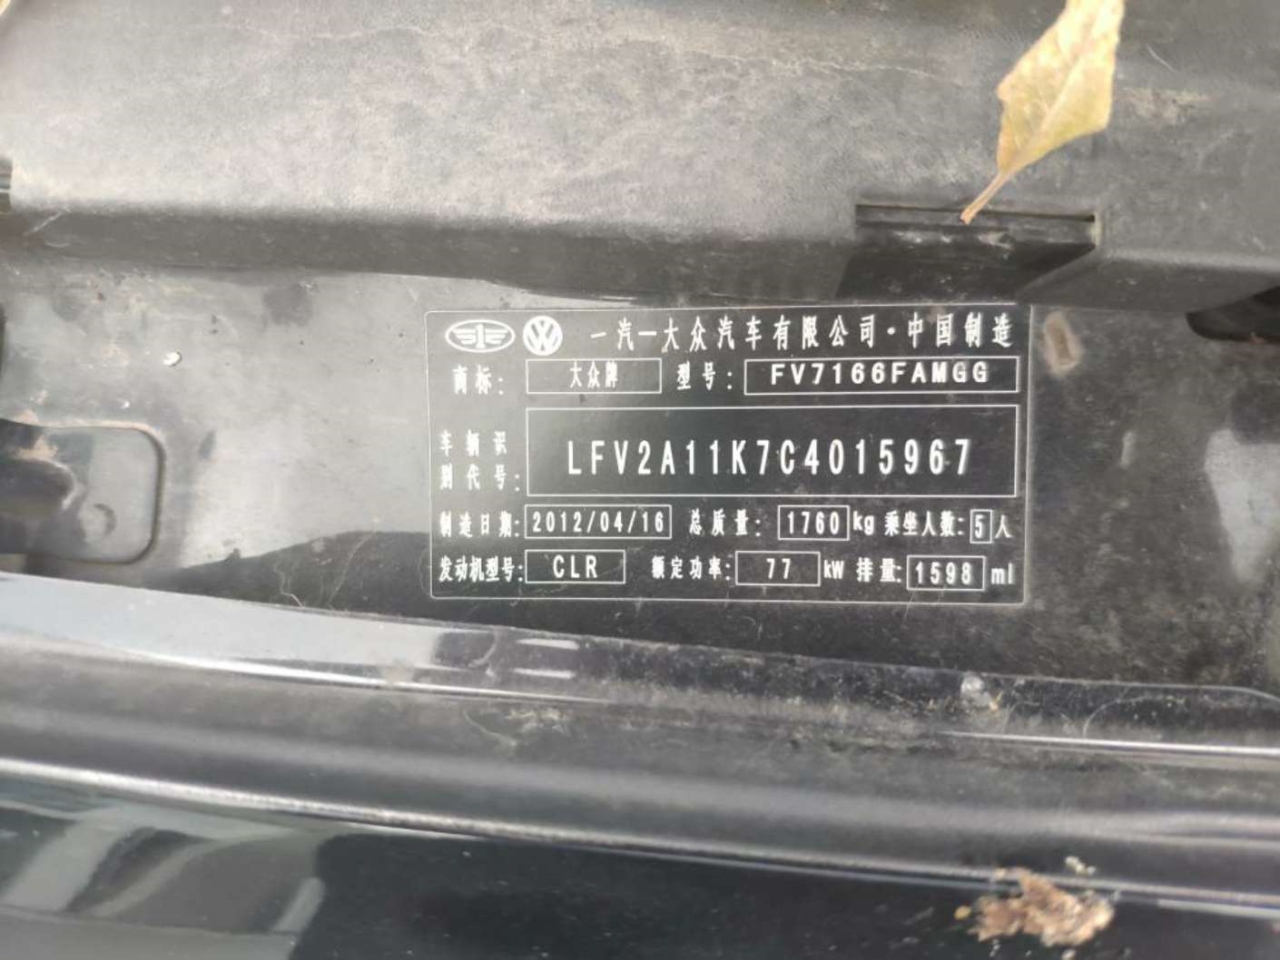 一汽一大众汽车有限公司·中国制造
商标: 大众牌 型号: FV7166FAMGG
车辆识别代号: LFV2A11K7C4015967
制造日期: 2012/04/16 总质量: 1760 kg 乘坐人数: 5 人
发动机型号: CLR 额定功率: 77 kW 排量: 1598 ml